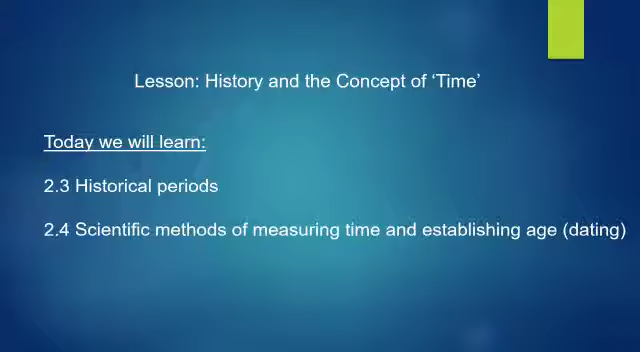 Lesson: History and the Concept of ‘Time’
Today we will learn:
2.3 Historical periods
2.4 Scientific methods of measuring time and establishing age (dating)